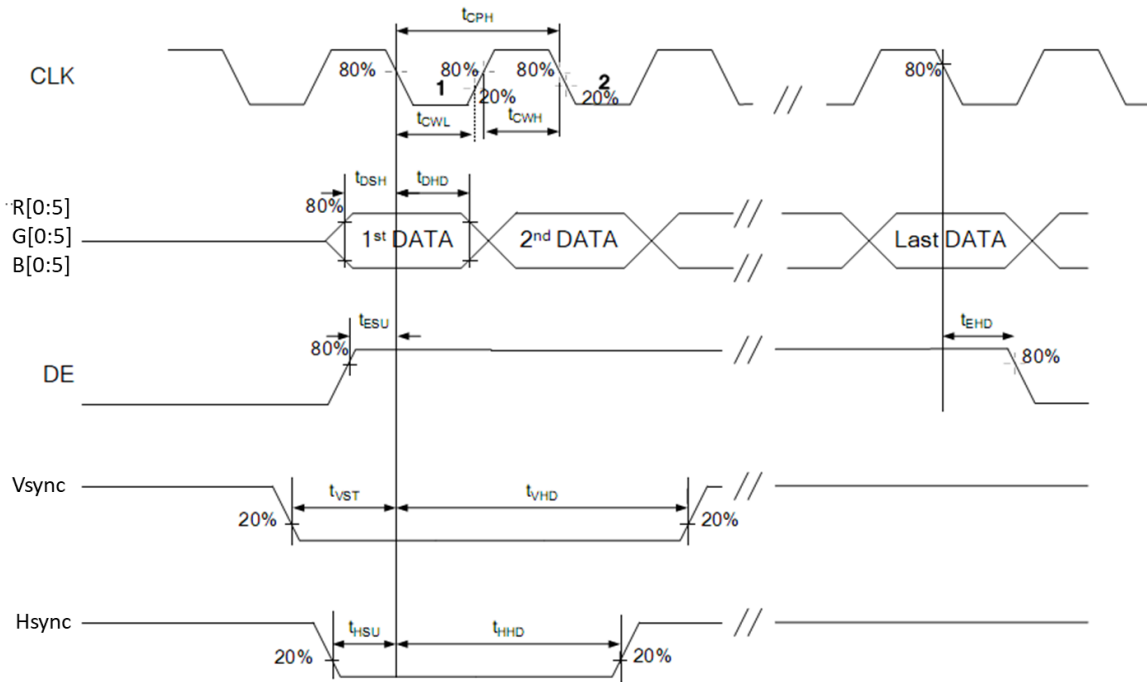 tCPH
CLK
80%
1
80%
20%
80%
2
20%
80%
tCWL
tCWH
tDSH
tDHD
R[0:5]
G[0:5]
B[0:5]
80%
1st DATA
2nd DATA
Last DATA
tESU
tEHD
80%
80%
DE
Vsync
tVST
tVHD
20%
20%
Hsync
tHSU
tHHD
20%
20%